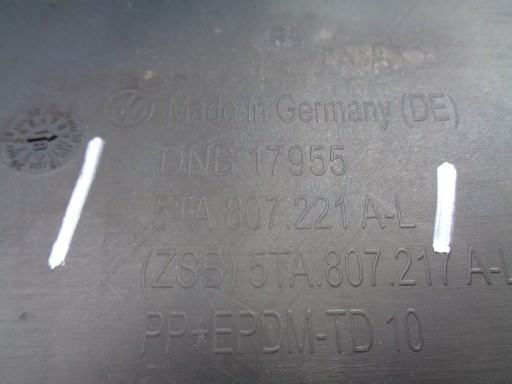 Made in Germany (DE)
DNB 17955
5TA.807.221 A-L
(ZSB) 5TA.807.217 A-L
PP+EPDM-TD 10